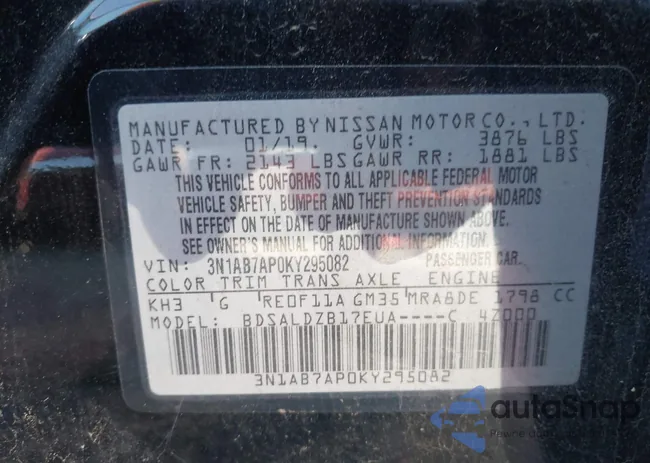 MANUFACTURED BY NISSAN MOTOR CO., LTD.
DATE: 01/19 GVWR: 3876 LBS
GAWR FR: 2143 LBS GAWR RR: 1881 LBS
THIS VEHICLE CONFORMS TO ALL APPLICABLE FEDERAL MOTOR
VEHICLE SAFETY, BUMPER AND THEFT PREVENTION STANDARDS
IN EFFECT ON THE DATE OF MANUFACTURE SHOWN ABOVE.
SEE OWNER'S MANUAL FOR ADDITIONAL INFORMATION.
VIN: 3N1AB7AP0KY295082 PASSENGER CAR
COLOR TRIM TRANS AXLE ENGINE
KH3 G RE0F11A GM35 MRA8DE 1798 CC
MODEL: BDSALDZB17EUA----C 4Z000
3N1AB7AP0KY295082
autoSnap